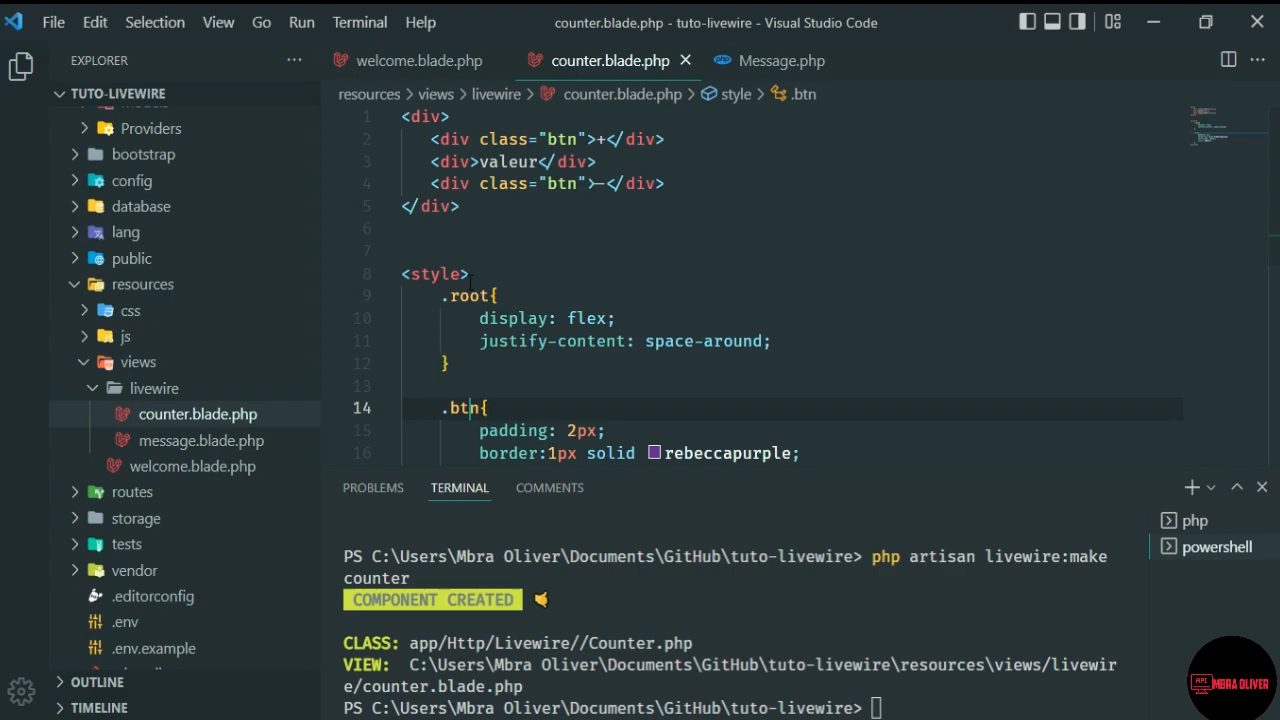 File Edit Selection View Go Run Terminal Help counter.blade.php - tuto-livewire - Visual Studio Code
EXPLORER
TUTO-LIVEWIRE
Providers
bootstrap
config
database
lang
public
resources
css
js
views
livewire
counter.blade.php
message.blade.php
welcome.blade.php
routes
storage
tests
vendor
.editorconfig
.env
.env.example
OUTLINE
TIMELINE
welcome.blade.php counter.blade.php Message.php
resources > views > livewire > counter.blade.php > style > .btn
1 <div>
2 <div class="btn">+</div>
3 <div>valeur</div>
4 <div class="btn">-</div>
5 </div>
6
7
8 <style>
9 .root{
10 display: flex;
11 justify-content: space-around;
12 }
13
14 .btn{
15 padding: 2px;
16 border:1px solid rebeccapurple;
PROBLEMS TERMINAL COMMENTS
PS C:\Users\Mbra Oliver\Documents\GitHub\tuto-livewire> php artisan livewire:make
counter
COMPONENT CREATED
CLASS: app/Http/Livewire//Counter.php
VIEW: C:\Users\Mbra Oliver\Documents\GitHub\tuto-livewire\resources\views/livewir
e/counter.blade.php
PS C:\Users\Mbra Oliver\Documents\GitHub\tuto-livewire>
php
powershell
API MBRA OLIVER